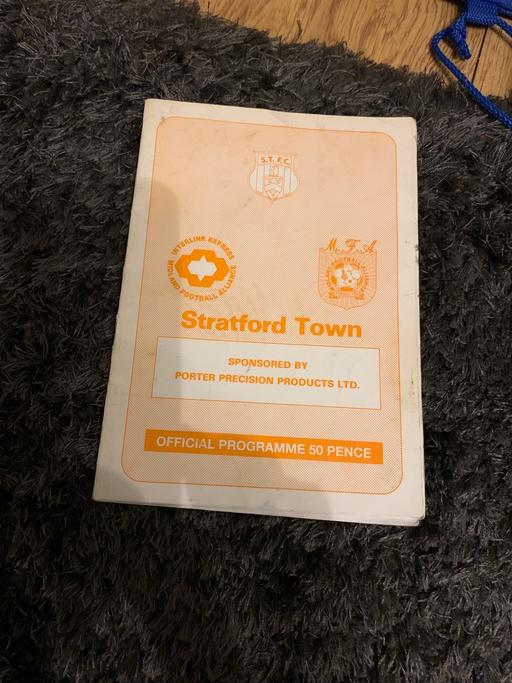 S.T.F.C.
INTERLINK EXPRESS
MIDLAND FOOTBALL ALLIANCE
M.F.A
Stratford Town
SPONSORED BY
PORTER PRECISION PRODUCTS LTD.
OFFICIAL PROGRAMME 50 PENCE